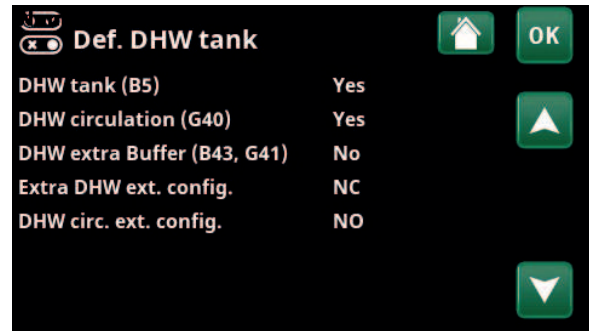 Def. DHW tank
OK
DHW tank (B5) Yes
DHW circulation (G40) Yes
DHW extra Buffer (B43, G41) No
Extra DHW ext. config. NC
DHW circ. ext. config. NO